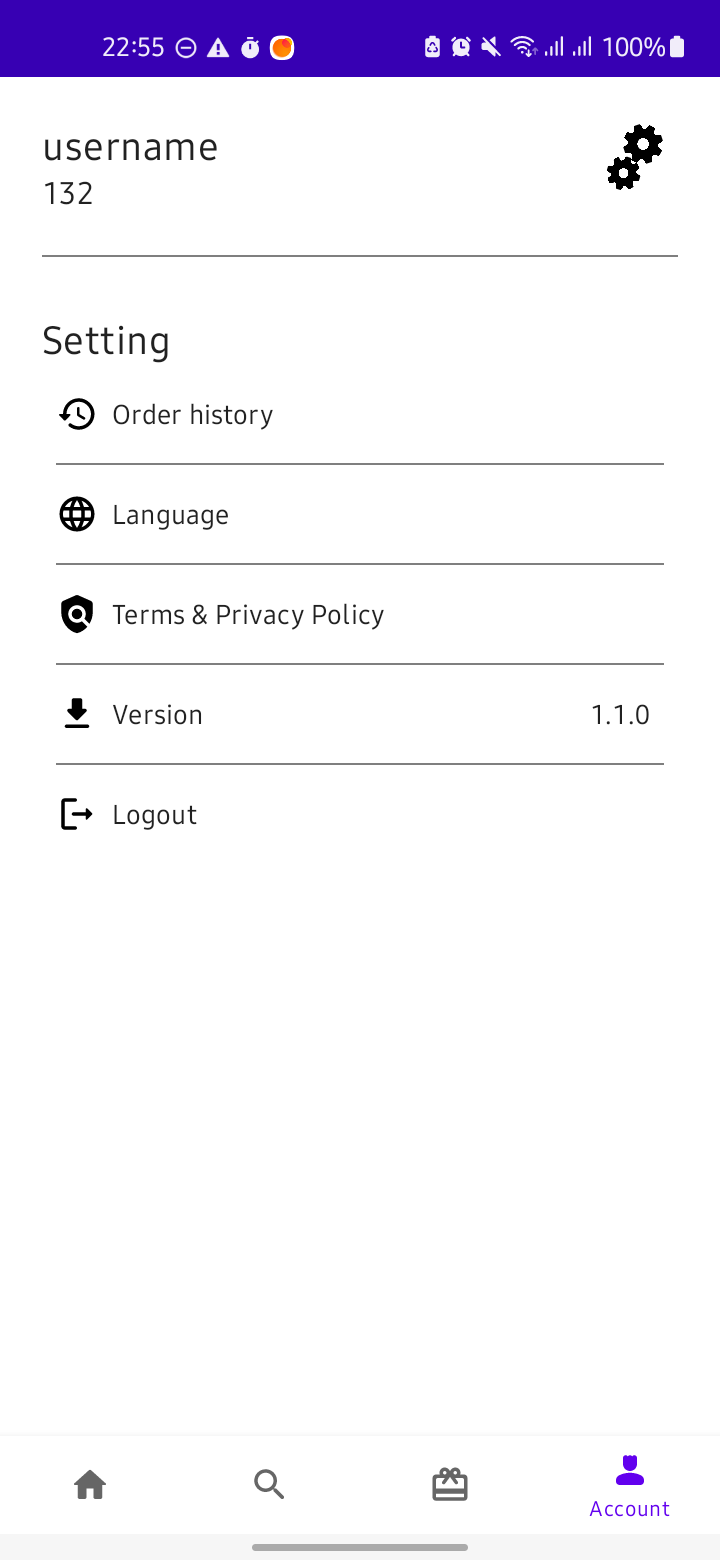 22:55 100%
username
132
Setting
Order history
Language
Terms & Privacy Policy
Version 1.1.0
Logout
Account